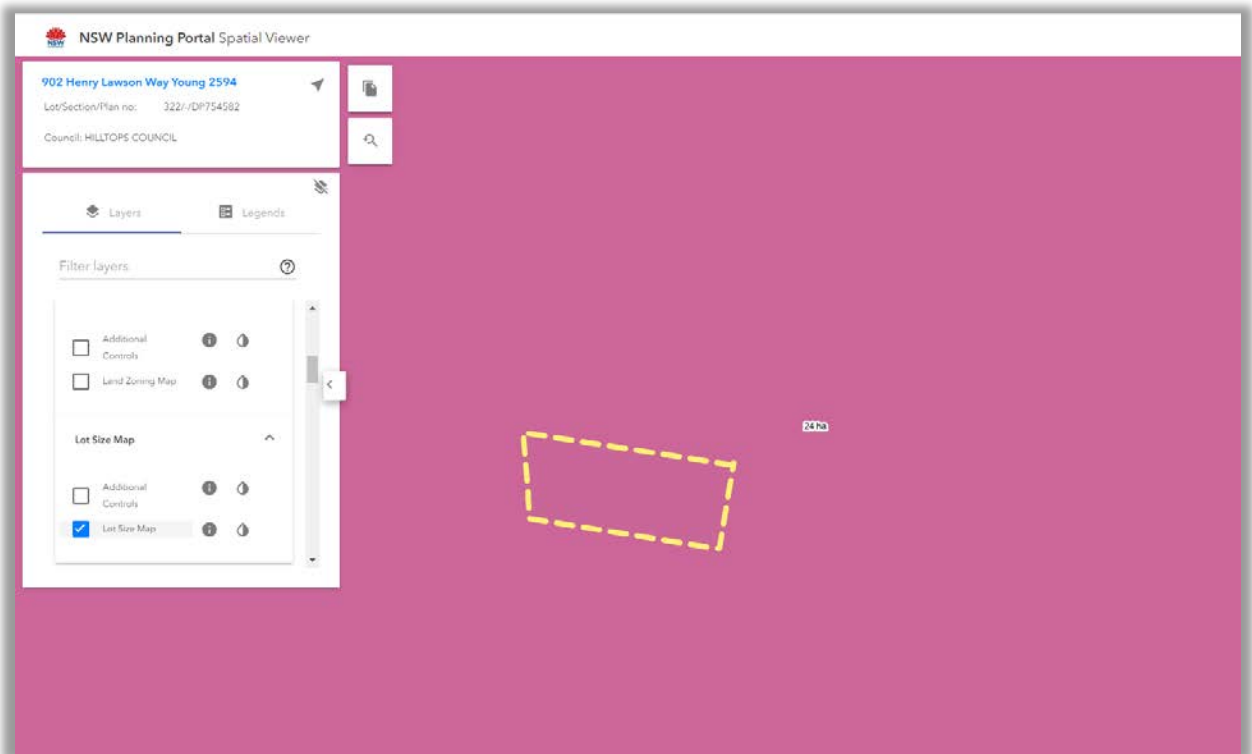 NSW
NSW Planning Portal Spatial Viewer
902 Henry Lawson Way Young 2594
Lot/Section/Plan no: 322/-/DP754582
Council: HILLTOPS COUNCIL
Layers Legends
Filter layers
Additional
Controls
Land Zoning Map
Lot Size Map
Additional
Controls
Lot Size Map
24 ha